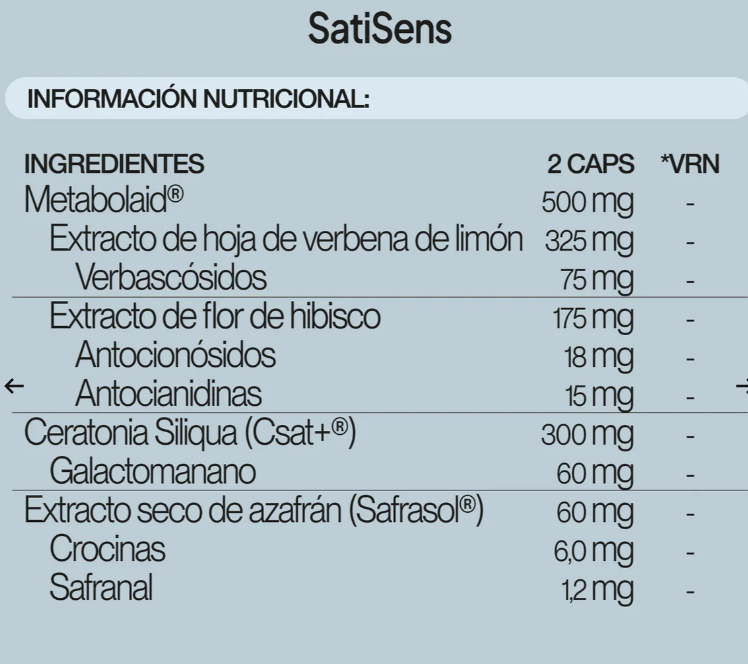 SatiSens
INFORMACIÓN NUTRICIONAL:
INGREDIENTES 2 CAPS *VRN
Metabolaid® 500 mg -
Extracto de hoja de verbena de limón 325 mg -
Verbascósidos 75 mg -
Extracto de flor de hibisco 175 mg -
Antocionósidos 18 mg -
Antocianidinas 15 mg -
Ceratonia Siliqua (Csat+®) 300 mg -
Galactomanano 60 mg -
Extracto seco de azafrán (Safrasol®) 60 mg -
Crocinas 6,0 mg -
Safranal 1,2 mg -